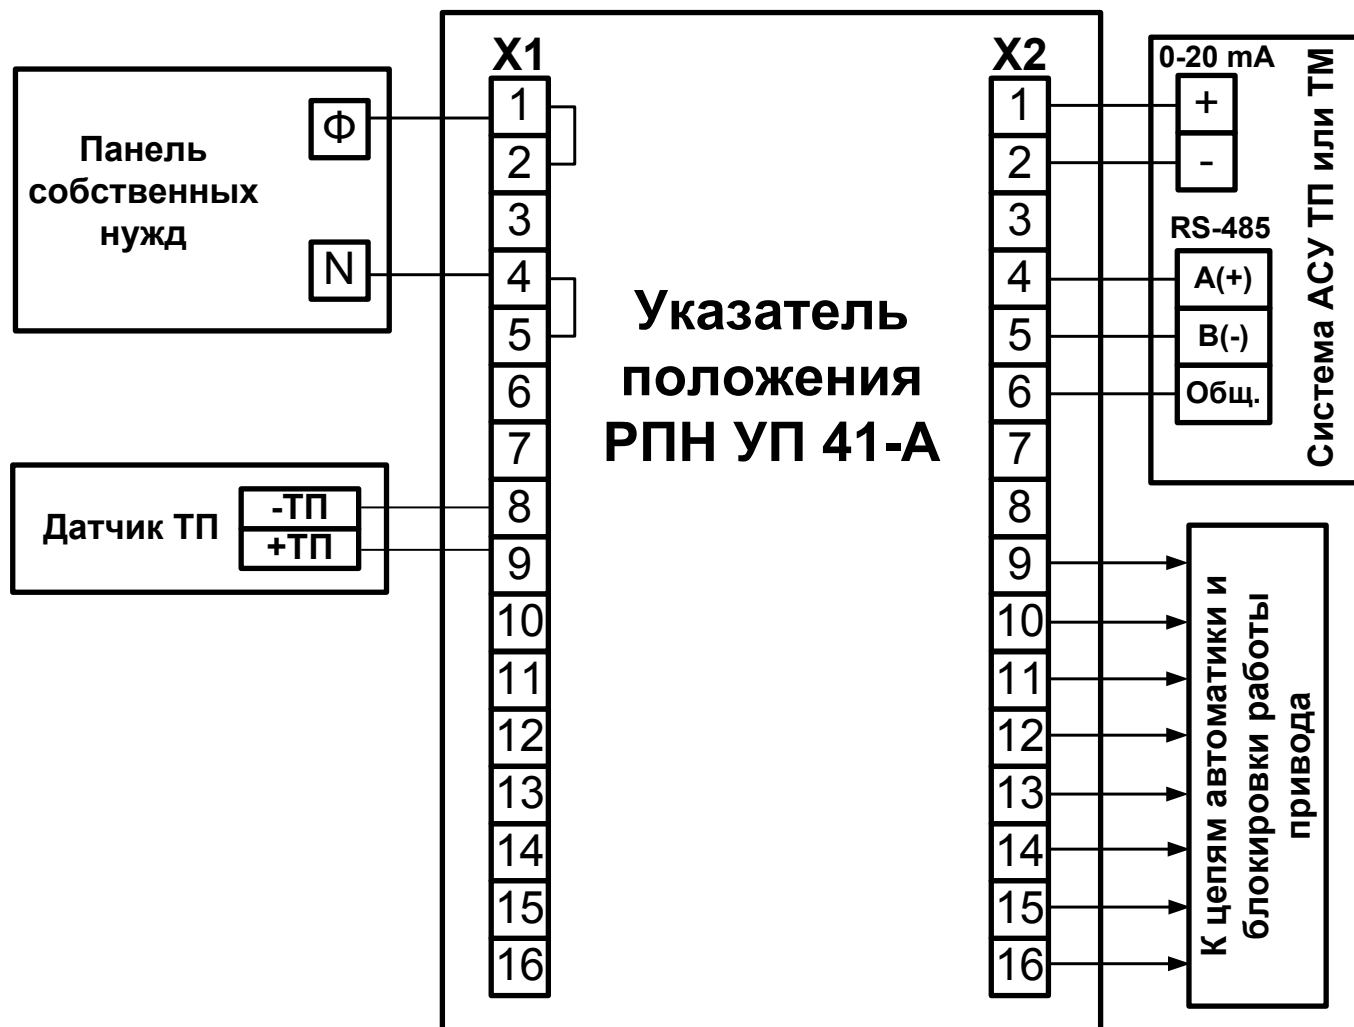 Панель
собственных
нужд
Ф
N
Датчик ТП
-ТП
+ТП
X1
1
2
3
4
5
6
7
8
9
10
11
12
13
14
15
16
Указатель
положения
РПН УП 41-А
X2
1
2
3
4
5
6
7
8
9
10
11
12
13
14
15
16
0-20 mA
+
-
RS-485
A(+)
B(-)
Общ.
Система АСУ ТП или ТМ
К цепям автоматики и
блокировки работы
привода